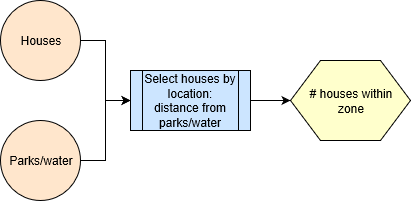 Houses
Select houses by
location:
distance from
parks/water
# houses within
zone
Parks/water